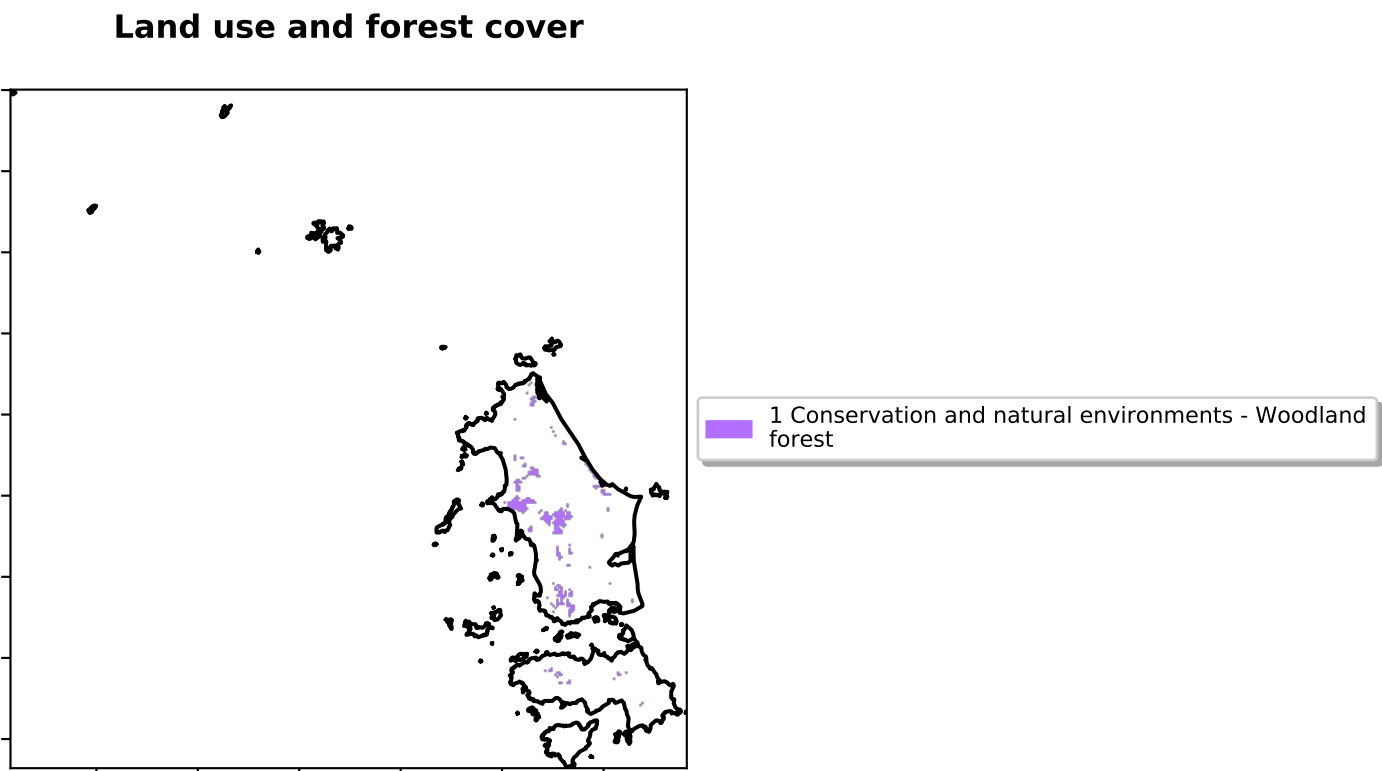 Land use and forest cover
1 Conservation and natural environments - Woodland
forest